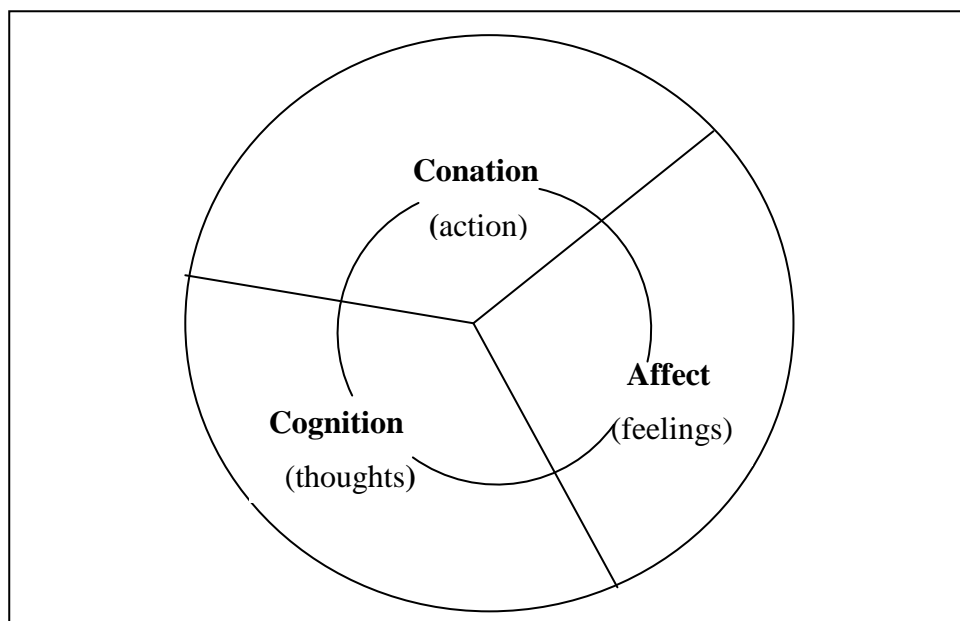 Conation
(action)
Affect
(feelings)
Cognition
(thoughts)